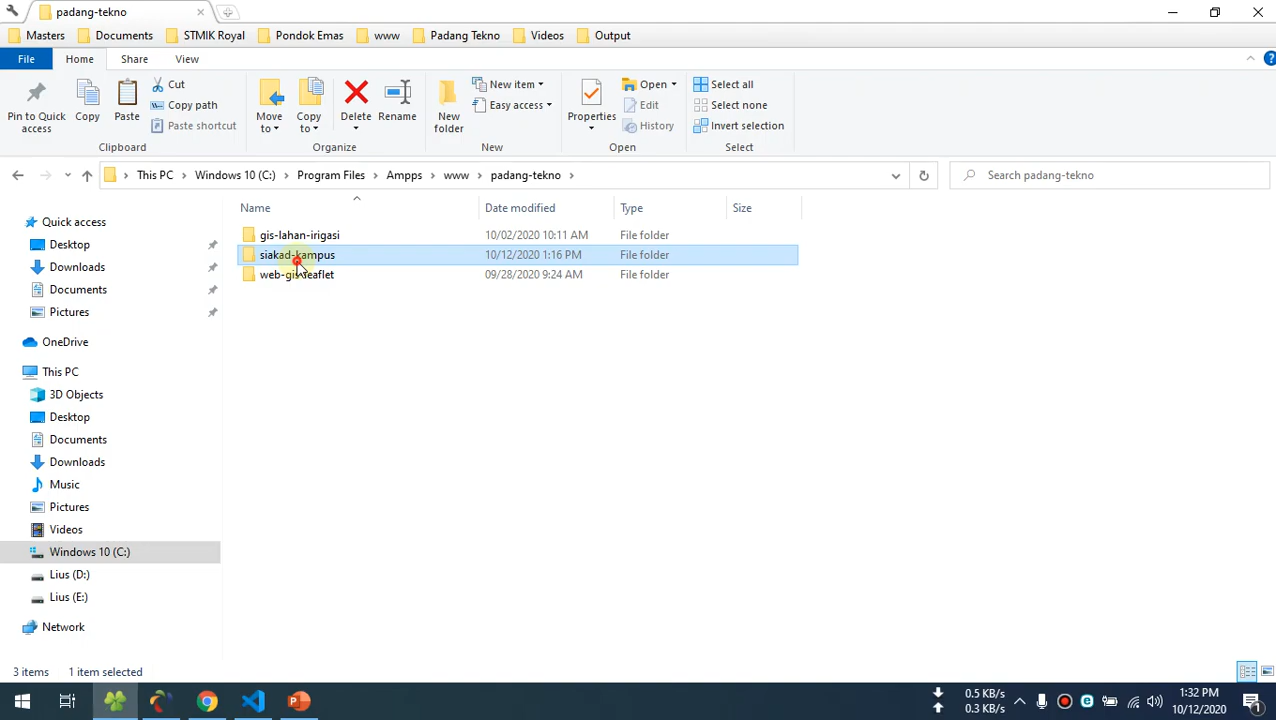 padang-tekno
Masters Documents STMIK Royal Pondok Emas www Padang Tekno Videos Output
File Home Share View
Pin to Quick access
Copy
Paste
Cut
Copy path
Paste shortcut
Clipboard
Move to
Copy to
Delete
Rename
Organize
New folder
New item
Easy access
New
Properties
Open
Edit
History
Open
Select all
Select none
Invert selection
Select
This PC Windows 10 (C:) Program Files Ampps www padang-tekno
Search padang-tekno
Name Date modified Type Size
gis-lahan-irigasi 10/02/2020 10:11 AM File folder
siakad-kampus 10/12/2020 1:16 PM File folder
web-gis-leaflet 09/28/2020 9:24 AM File folder
Quick access
Desktop
Downloads
Documents
Pictures
OneDrive
This PC
3D Objects
Desktop
Documents
Downloads
Music
Pictures
Videos
Windows 10 (C:)
Lius (D:)
Lius (E:)
Network
3 items 1 item selected
0.5 KB/s
0.3 KB/s
1:32 PM
10/12/2020
1